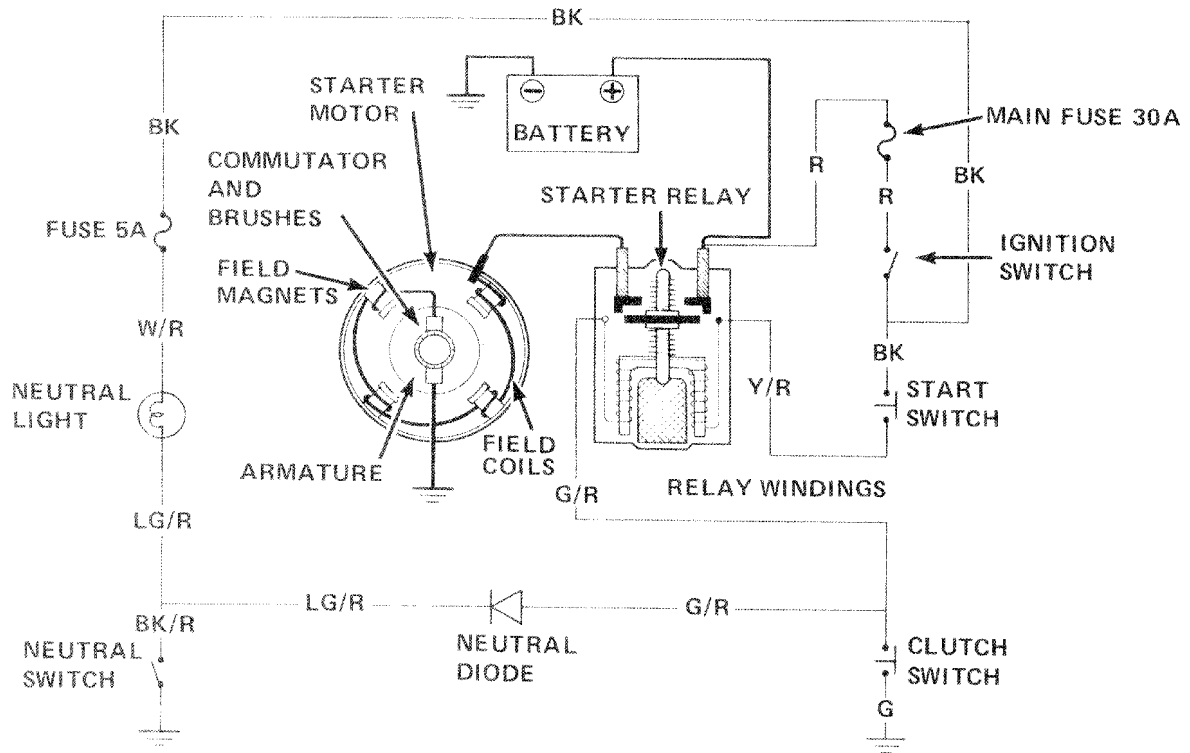 BK
STARTER
MOTOR
BATTERY
MAIN FUSE 30A
BK
COMMUTATOR
AND
BRUSHES
STARTER RELAY
R
R
BK
FUSE 5A
IGNITION
SWITCH
FIELD
MAGNETS
W/R
BK
NEUTRAL
LIGHT
Y/R
START
SWITCH
FIELD
COILS
ARMATURE
G/R
RELAY WINDINGS
LG/R
LG/R
G/R
BK/R
NEUTRAL
SWITCH
NEUTRAL
DIODE
CLUTCH
SWITCH
G